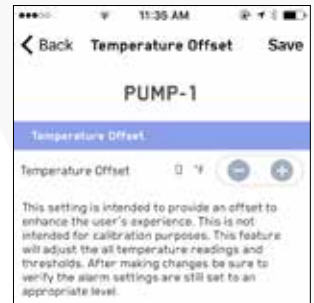 11:35 AM
Back Temperature Offset Save
PUMP-1
Temperature Offset
Temperature Offset 0 °F
This setting is intended to provide an offset to
enhance the user's experience. This is not
intended for calibration purposes. This feature
will adjust the all temperature readings and
thresholds. After making changes be sure to
verify the alarm settings are still set to an
appropriate level.